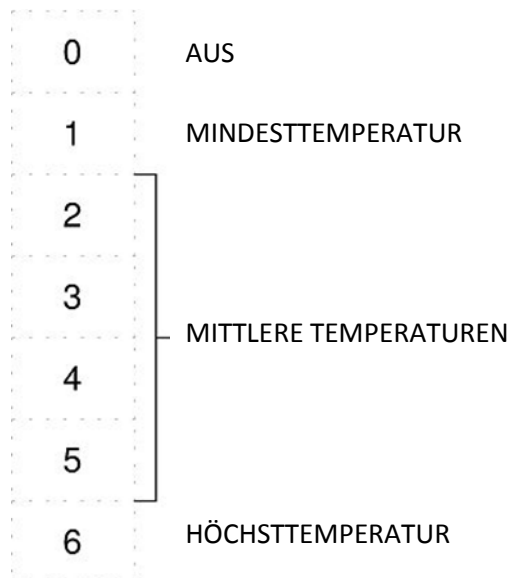 0 AUS
1 MINDESTTEMPERATUR
2
3
MITTLERE TEMPERATUREN
4
5
6 HÖCHSTTEMPERATUR